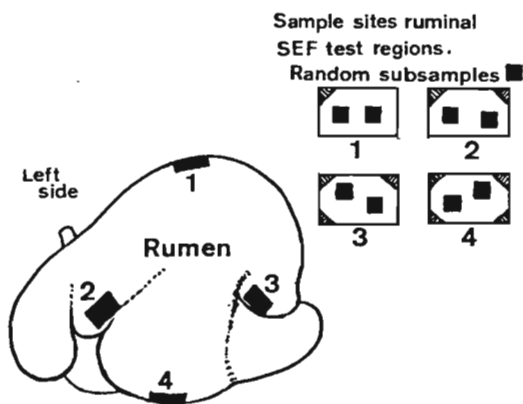 Sample sites ruminal
SEF test regions.
Random subsamples
1 2
3 4
Left
side
1
Rumen
2
3
4